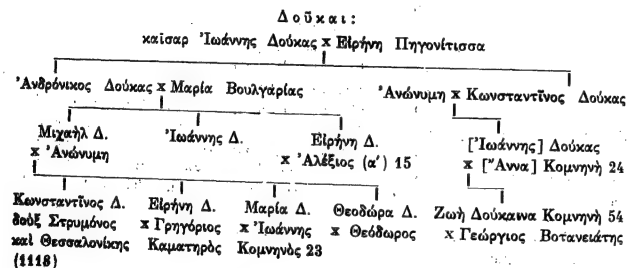 Δοῦκαι:
καῖσαρ Ἰωάννης Δούκας x Εἰρήνη Πηγονίτισσα
Ἀνδρόνικος Δούκας x Μαρία Βουλγαρίας Ἀνώνυμη x Κωνσταντῖνος Δούκας
Μιχαὴλ Δ. Ἰωάννης Δ. Εἰρήνη Δ. [Ἰωάννης] Δούκας
x Ἀνώνυμη x Ἀλέξιος (α') 15 x [Ἄννα] Κομνηνὴ 24
Κωνσταντῖνος Δ. Εἰρήνη Δ. Μαρία Δ. Θεοδώρα Δ. Ζωὴ Δούκαινα Κομνηνὴ 54
δοὺξ Στρυμόνος x Γρηγόριος x Ἰωάννης x Θεόδωρος x Γεώργιος Βοτανειάτης
καὶ Θεσσαλονίκης Καματηρὸς Κομνηνὸς 23
(1118)